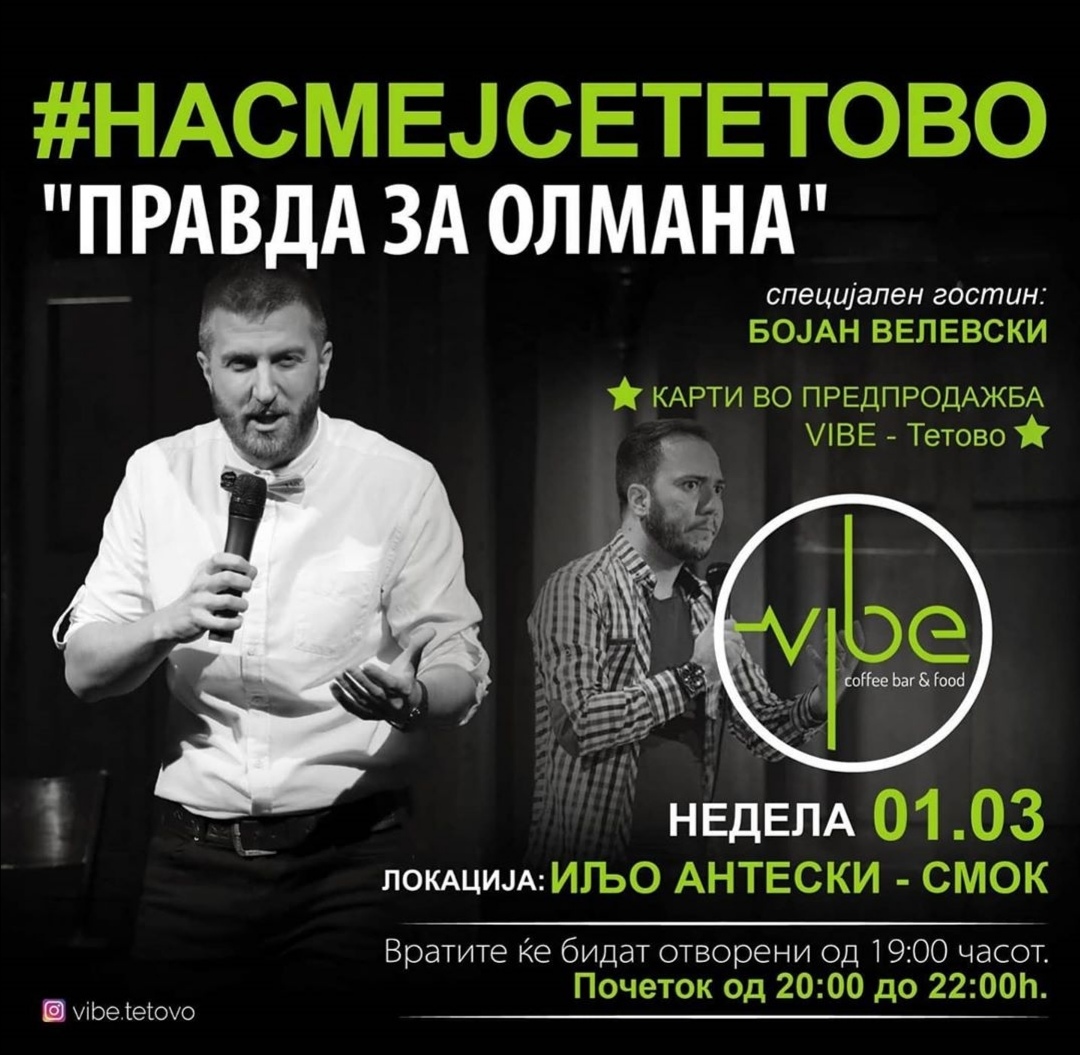 #НАСМЕЈСЕТЕТОВО
"ПРАВДА ЗА ОЛМАНА"
специјален гостин:
БОЈАН ВЕЛЕВСКИ
КАРТИ ВО ПРЕДПРОДАЖБА
VIBE - Тетово
vibe
coffee bar & food
НЕДЕЛА 01.03
ЛОКАЦИЈА: ИЉО АНТЕСКИ - СМОК
Вратите ќе бидат отворени од 19:00 часот.
Почеток од 20:00 до 22:00h.
vibe.tetovo